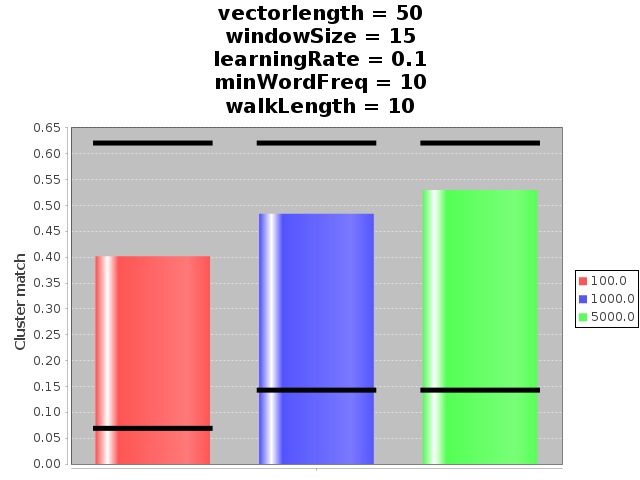 vectorlength = 50
windowSize = 15
learningRate = 0.1
minWordFreq = 10
walkLength = 10
0.65
0.60
0.55
0.50
0.45
0.40
0.35
0.30
0.25
0.20
0.15
0.10
0.05
0.00
Cluster match
100.0
1000.0
5000.0